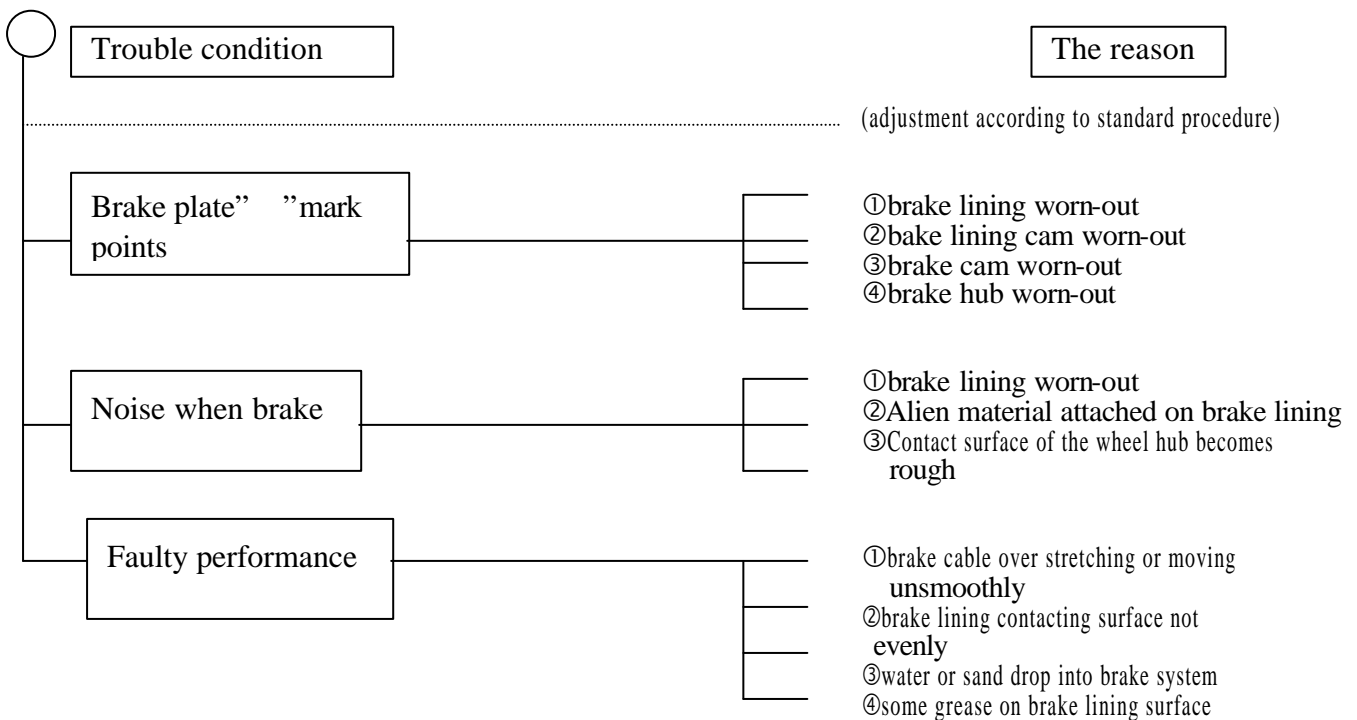 Trouble condition
The reason
(adjustment according to standard procedure)
Brake plate” ”mark
points
①brake lining worn-out
②bake lining cam worn-out
③brake cam worn-out
④brake hub worn-out
Noise when brake
①brake lining worn-out
②Alien material attached on brake lining
③Contact surface of the wheel hub becomes
rough
Faulty performance
①brake cable over stretching or moving
unsmoothly
②brake lining contacting surface not
evenly
③water or sand drop into brake system
④some grease on brake lining surface